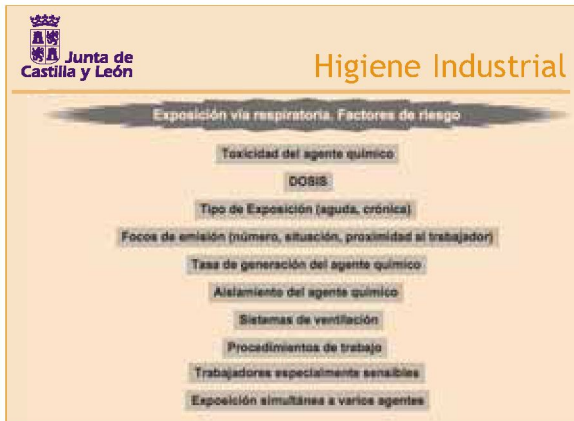 Junta de
Castilla y León
Higiene Industrial
Exposición vía respiratoria. Factores de riesgo
Toxicidad del agente químico
DOSIS
Tipo de Exposición (aguda, crónica)
Focos de emisión (número, situación, proximidad al trabajador)
Tasa de generación del agente químico
Aislamiento del agente químico
Sistemas de ventilación
Procedimientos de trabajo
Trabajadores especialmente sensibles
Exposición simultánea a varios agentes